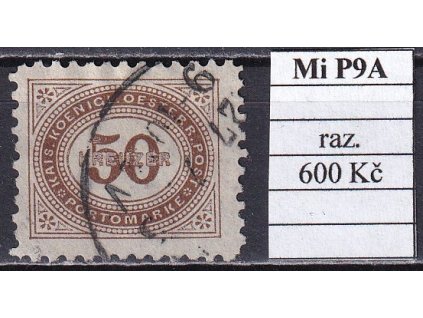 KAIS. KOENIGL. OESTERR. POST
50
KREUZER
PORTOMARKE
Mi P9A
raz.
600 Kč